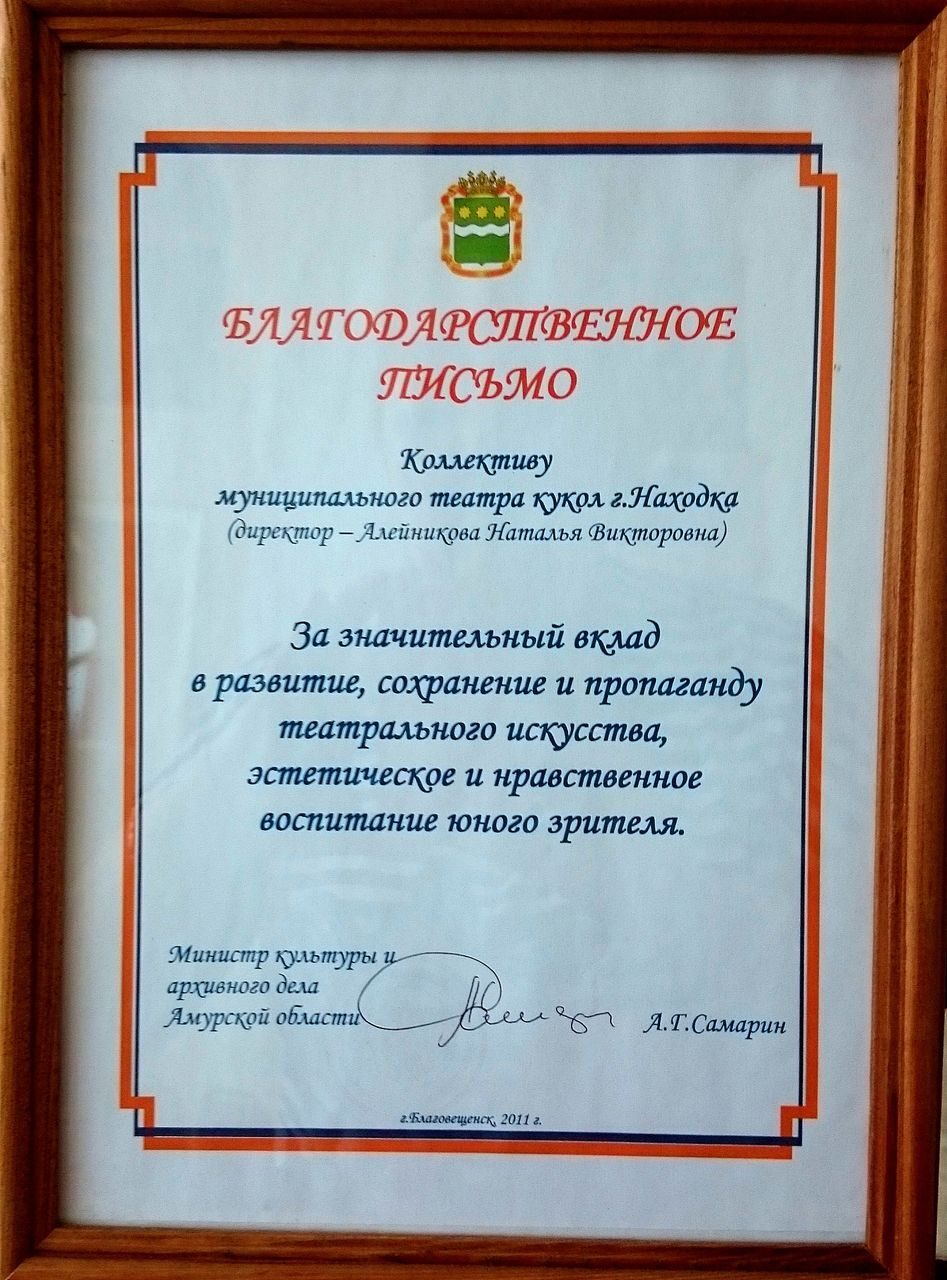 БЛАГОДАРСТВЕННОЕ
ПИСЬМО
Коллективу
муниципального театра кукол г.Находка
(директор – Алейникова Наталья Викторовна)
За значительный вклад
в развитие, сохранение и пропаганду
театрального искусства,
эстетическое и нравственное
воспитание юного зрителя.
Министр культуры и
архивного дела
Амурской области
А.Г.Самарин
г.Благовещенск, 2011 г.